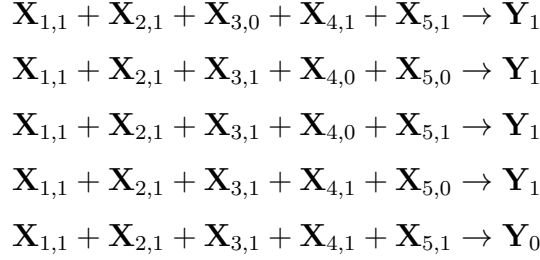 X₁,₁ + X₂,₁ + X₃,₀ + X₄,₁ + X₅,₁ → Y₁
X₁,₁ + X₂,₁ + X₃,₁ + X₄,₀ + X₅,₀ → Y₁
X₁,₁ + X₂,₁ + X₃,₁ + X₄,₀ + X₅,₁ → Y₁
X₁,₁ + X₂,₁ + X₃,₁ + X₄,₁ + X₅,₀ → Y₁
X₁,₁ + X₂,₁ + X₃,₁ + X₄,₁ + X₅,₁ → Y₀